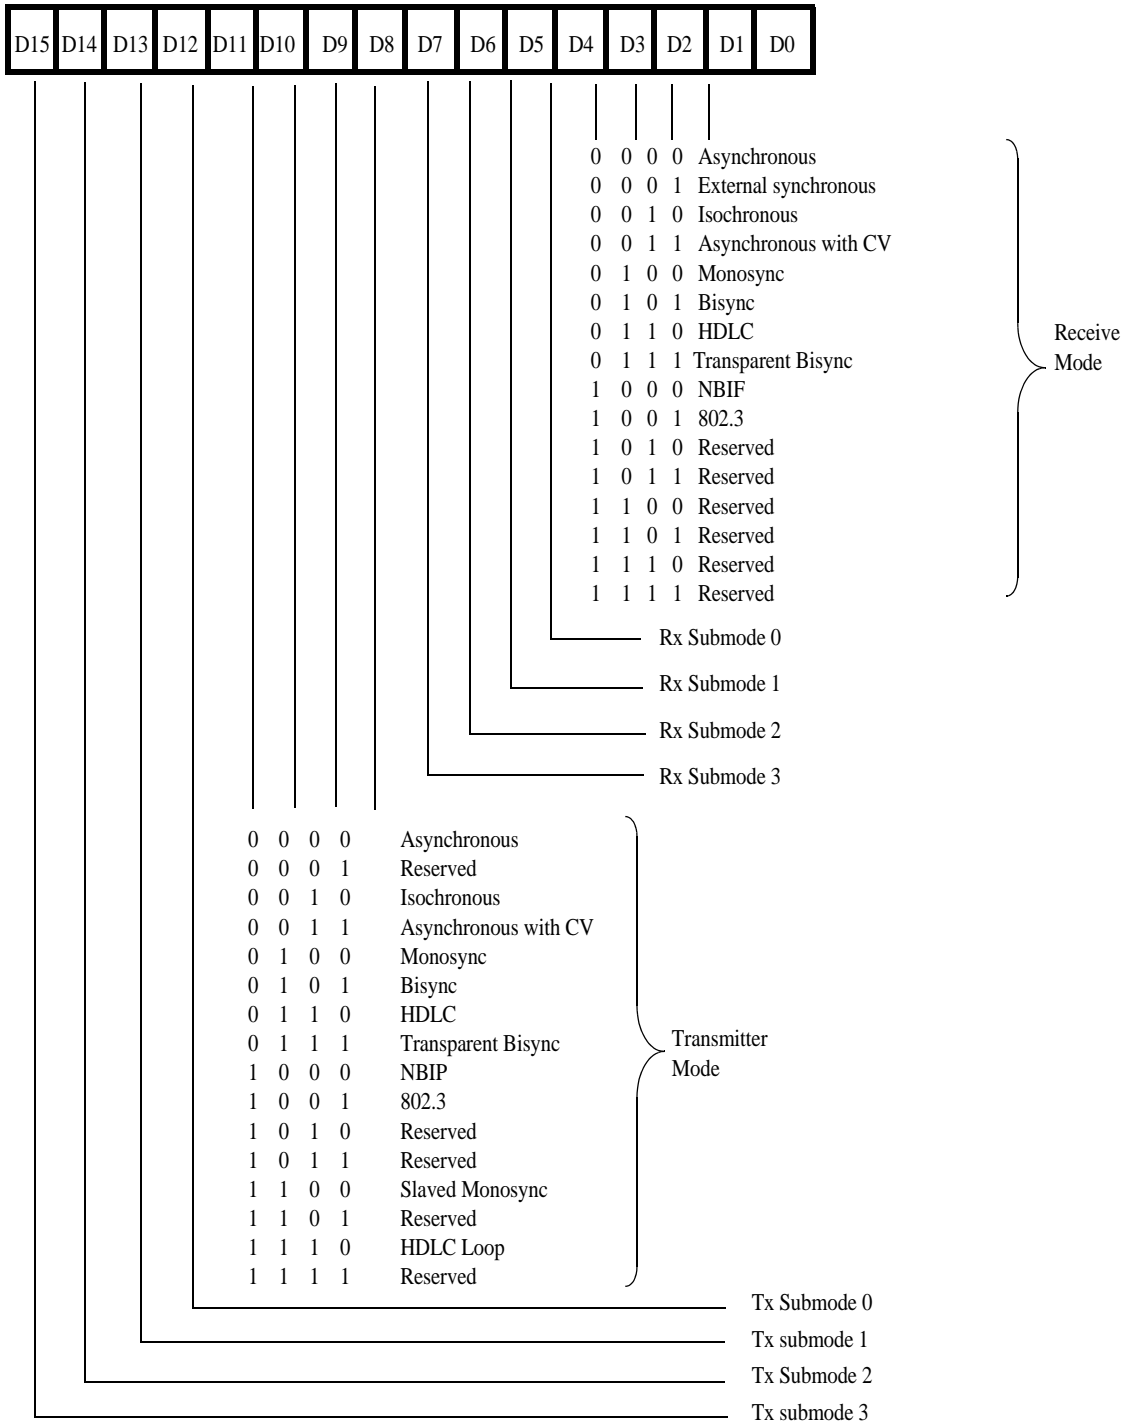 D15 D14 D13 D12 D11 D10 D9 D8 D7 D6 D5 D4 D3 D2 D1 D0
0 0 0 0 Asynchronous
0 0 0 1 External synchronous
0 0 1 0 Isochronous
0 0 1 1 Asynchronous with CV
0 1 0 0 Monosync
0 1 0 1 Bisync
0 1 1 0 HDLC
0 1 1 1 Transparent Bisync
1 0 0 0 NBIF
1 0 0 1 802.3
1 0 1 0 Reserved
1 0 1 1 Reserved
1 1 0 0 Reserved
1 1 0 1 Reserved
1 1 1 0 Reserved
1 1 1 1 Reserved
Receive
Mode
Rx Submode 0
Rx Submode 1
Rx Submode 2
Rx Submode 3
0 0 0 0 Asynchronous
0 0 0 1 Reserved
0 0 1 0 Isochronous
0 0 1 1 Asynchronous with CV
0 1 0 0 Monosync
0 1 0 1 Bisync
0 1 1 0 HDLC
0 1 1 1 Transparent Bisync
1 0 0 0 NBIP
1 0 0 1 802.3
1 0 1 0 Reserved
1 0 1 1 Reserved
1 1 0 0 Slaved Monosync
1 1 0 1 Reserved
1 1 1 0 HDLC Loop
1 1 1 1 Reserved
Transmitter
Mode
Tx Submode 0
Tx submode 1
Tx Submode 2
Tx submode 3